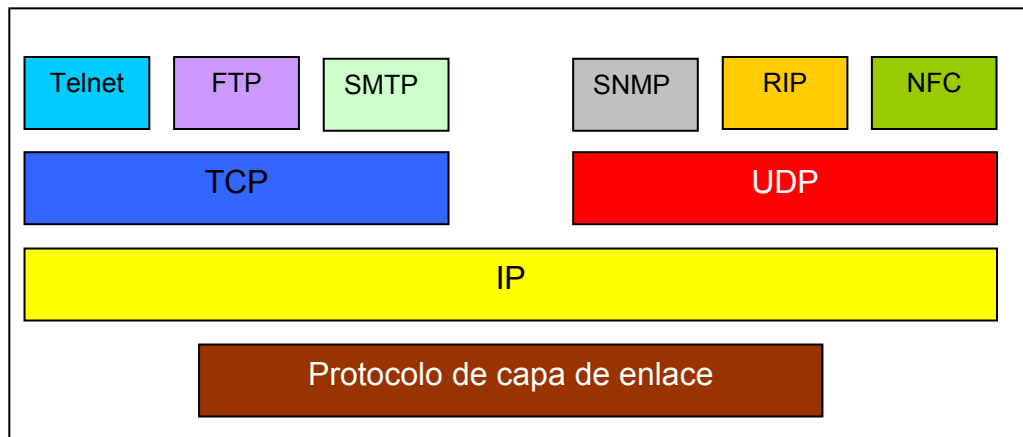 Telnet
FTP
SMTP
SNMP
RIP
NFC
TCP
UDP
IP
Protocolo de capa de enlace